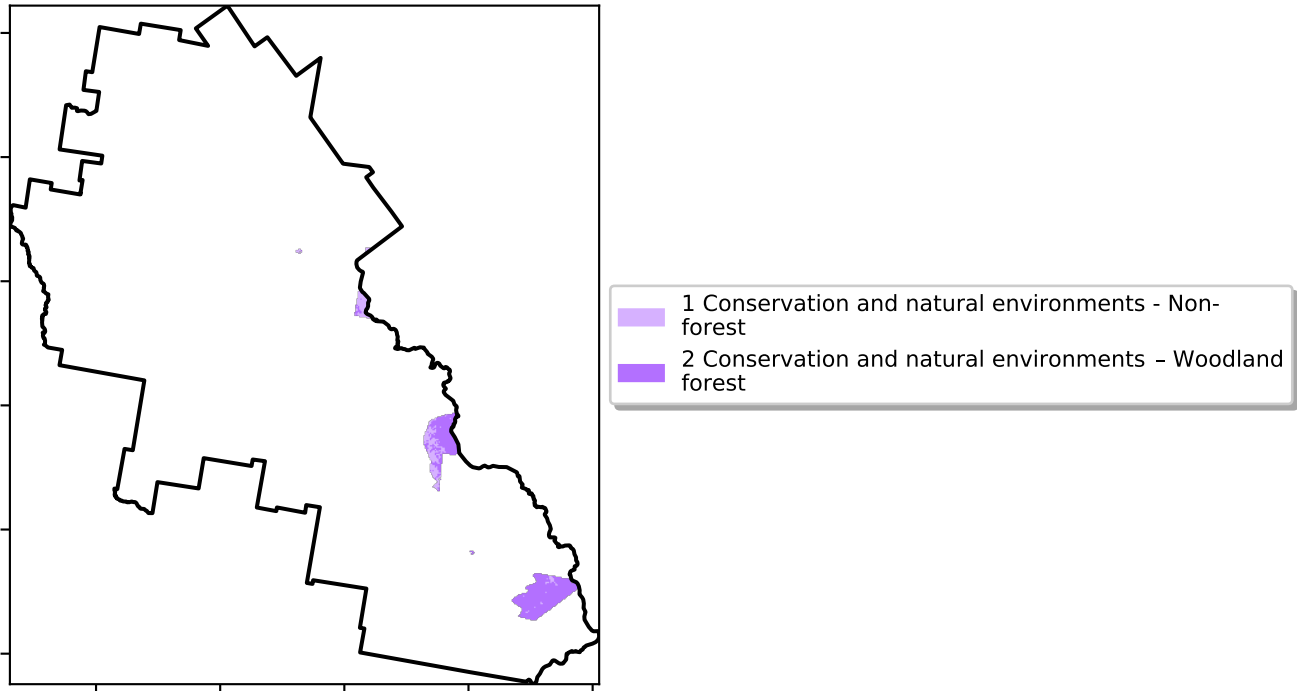 1 Conservation and natural environments - Non-
forest
2 Conservation and natural environments – Woodland
forest